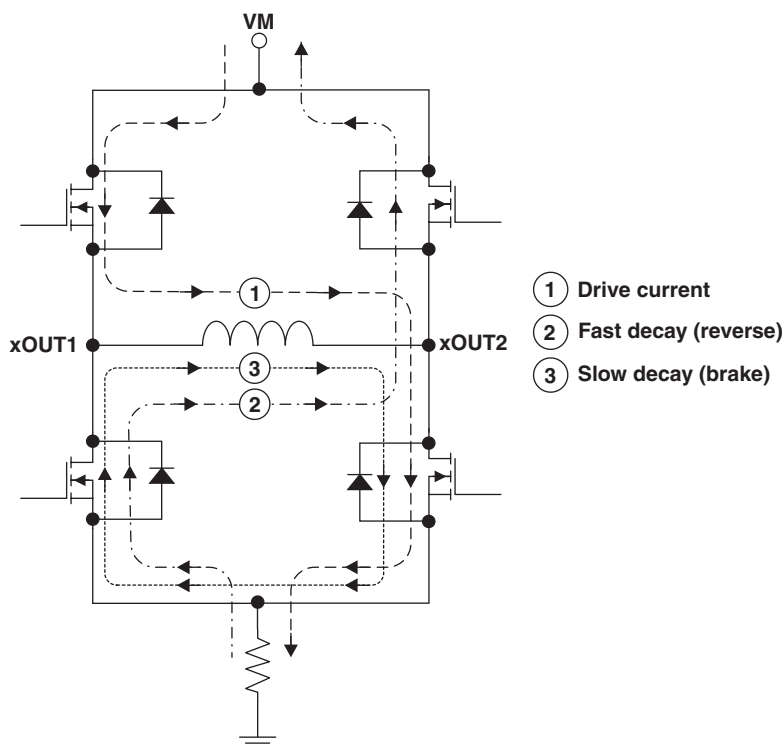 VM
1
xOUT1
xOUT2
3
2
1 Drive current
2 Fast decay (reverse)
3 Slow decay (brake)